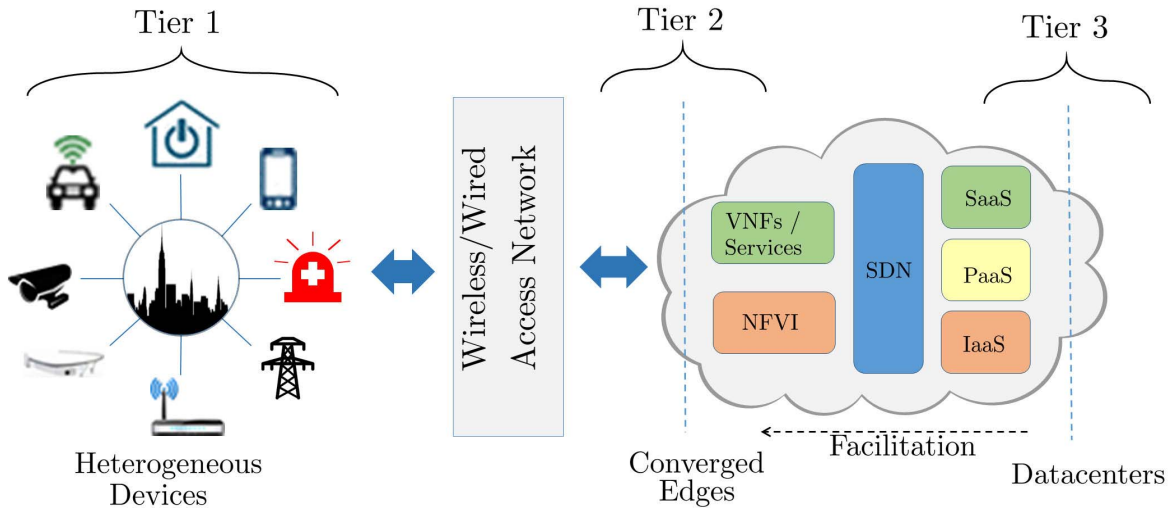 Tier 1
Tier 2
Tier 3
Wireless/Wired
Access Network
VNFs /
Services
NFVI
SDN
SaaS
PaaS
IaaS
Facilitation
Heterogeneous
Devices
Converged
Edges
Datacenters